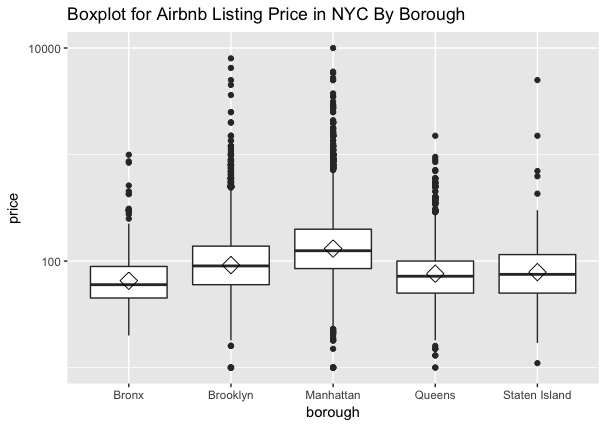 Boxplot for Airbnb Listing Price in NYC By Borough
10000
price
100
Bronx Brooklyn Manhattan Queens Staten Island
borough